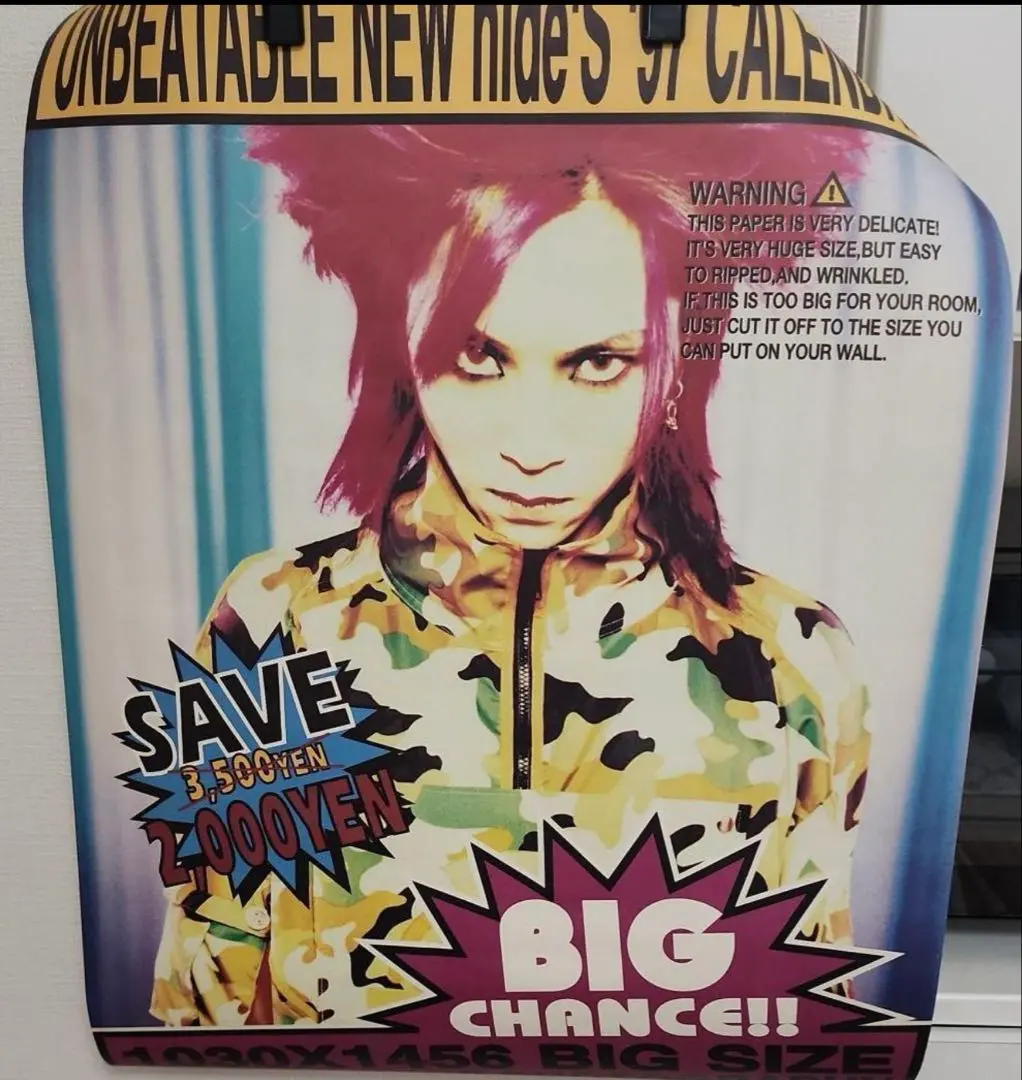 UNBEATABLE NEW hide'S '97 CALEND
WARNING
THIS PAPER IS VERY DELICATE!
IT'S VERY HUGE SIZE,BUT EASY
TO RIPPED,AND WRINKLED.
IF THIS IS TOO BIG FOR YOUR ROOM,
JUST CUT IT OFF TO THE SIZE YOU
CAN PUT ON YOUR WALL.
SAVE
3,500YEN
2,000YEN
BIG
CHANCE!!
1030X1456 BIG SIZE